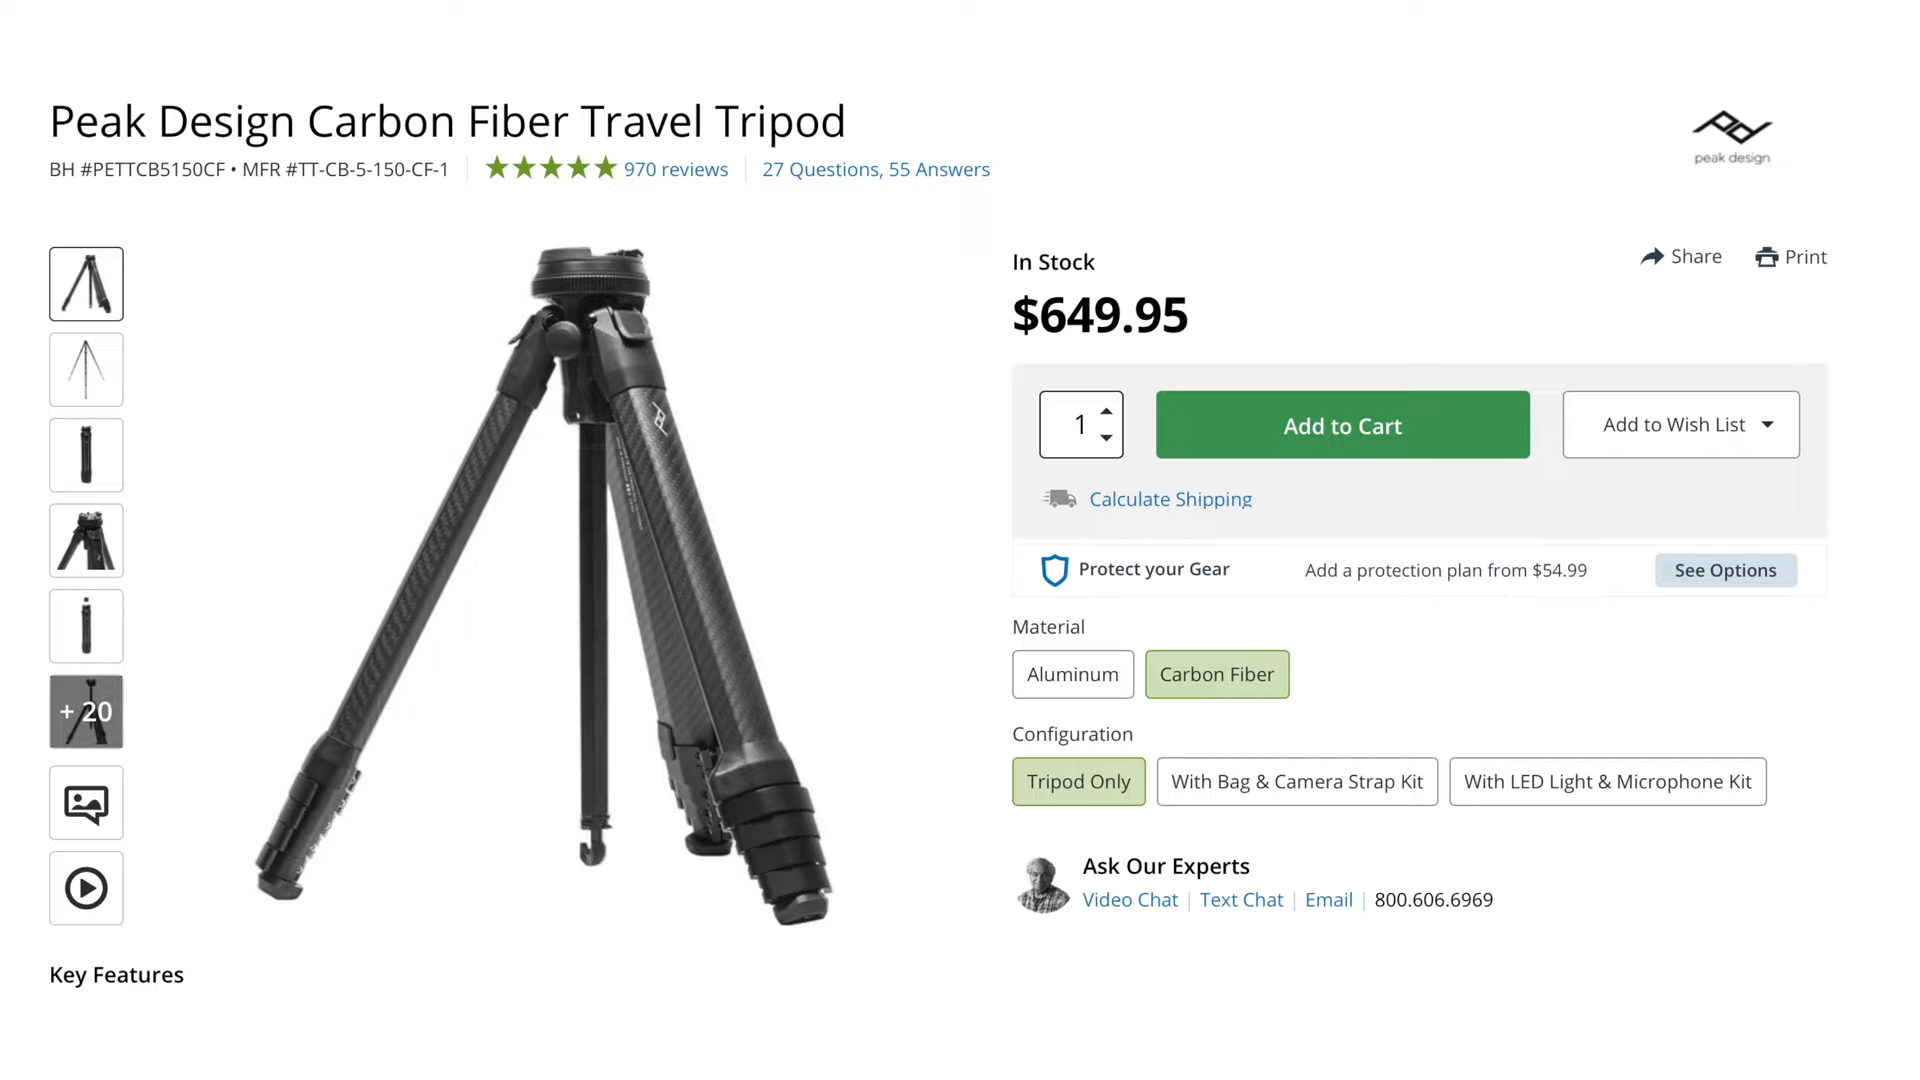 Peak Design Carbon Fiber Travel Tripod
BH #PETTCB5150CF • MFR #TT-CB-5-150-CF-1
970 reviews
27 Questions, 55 Answers
peak design
In Stock
Share
Print
$649.95
1
Add to Cart
Add to Wish List
Calculate Shipping
Protect your Gear
Add a protection plan from $54.99
See Options
Material
Aluminum
Carbon Fiber
Configuration
Tripod Only
With Bag & Camera Strap Kit
With LED Light & Microphone Kit
+ 20
Ask Our Experts
Video Chat | Text Chat | Email | 800.606.6969
Key Features